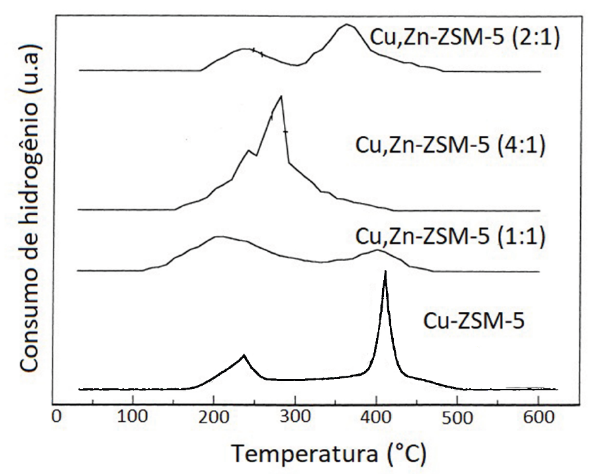 Consumo de hidrogênio (u.a)
Cu,Zn-ZSM-5 (2:1)
Cu,Zn-ZSM-5 (4:1)
Cu,Zn-ZSM-5 (1:1)
Cu-ZSM-5
0 100 200 300 400 500 600
Temperatura (°C)